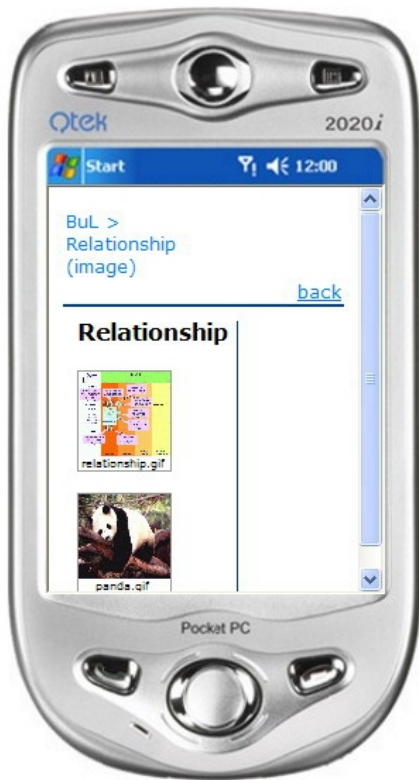 Qtek
2020i
Start
12:00
BuL >
Relationship
(image)
back
Relationship
relationship.gif
panda.gif
Pocket PC